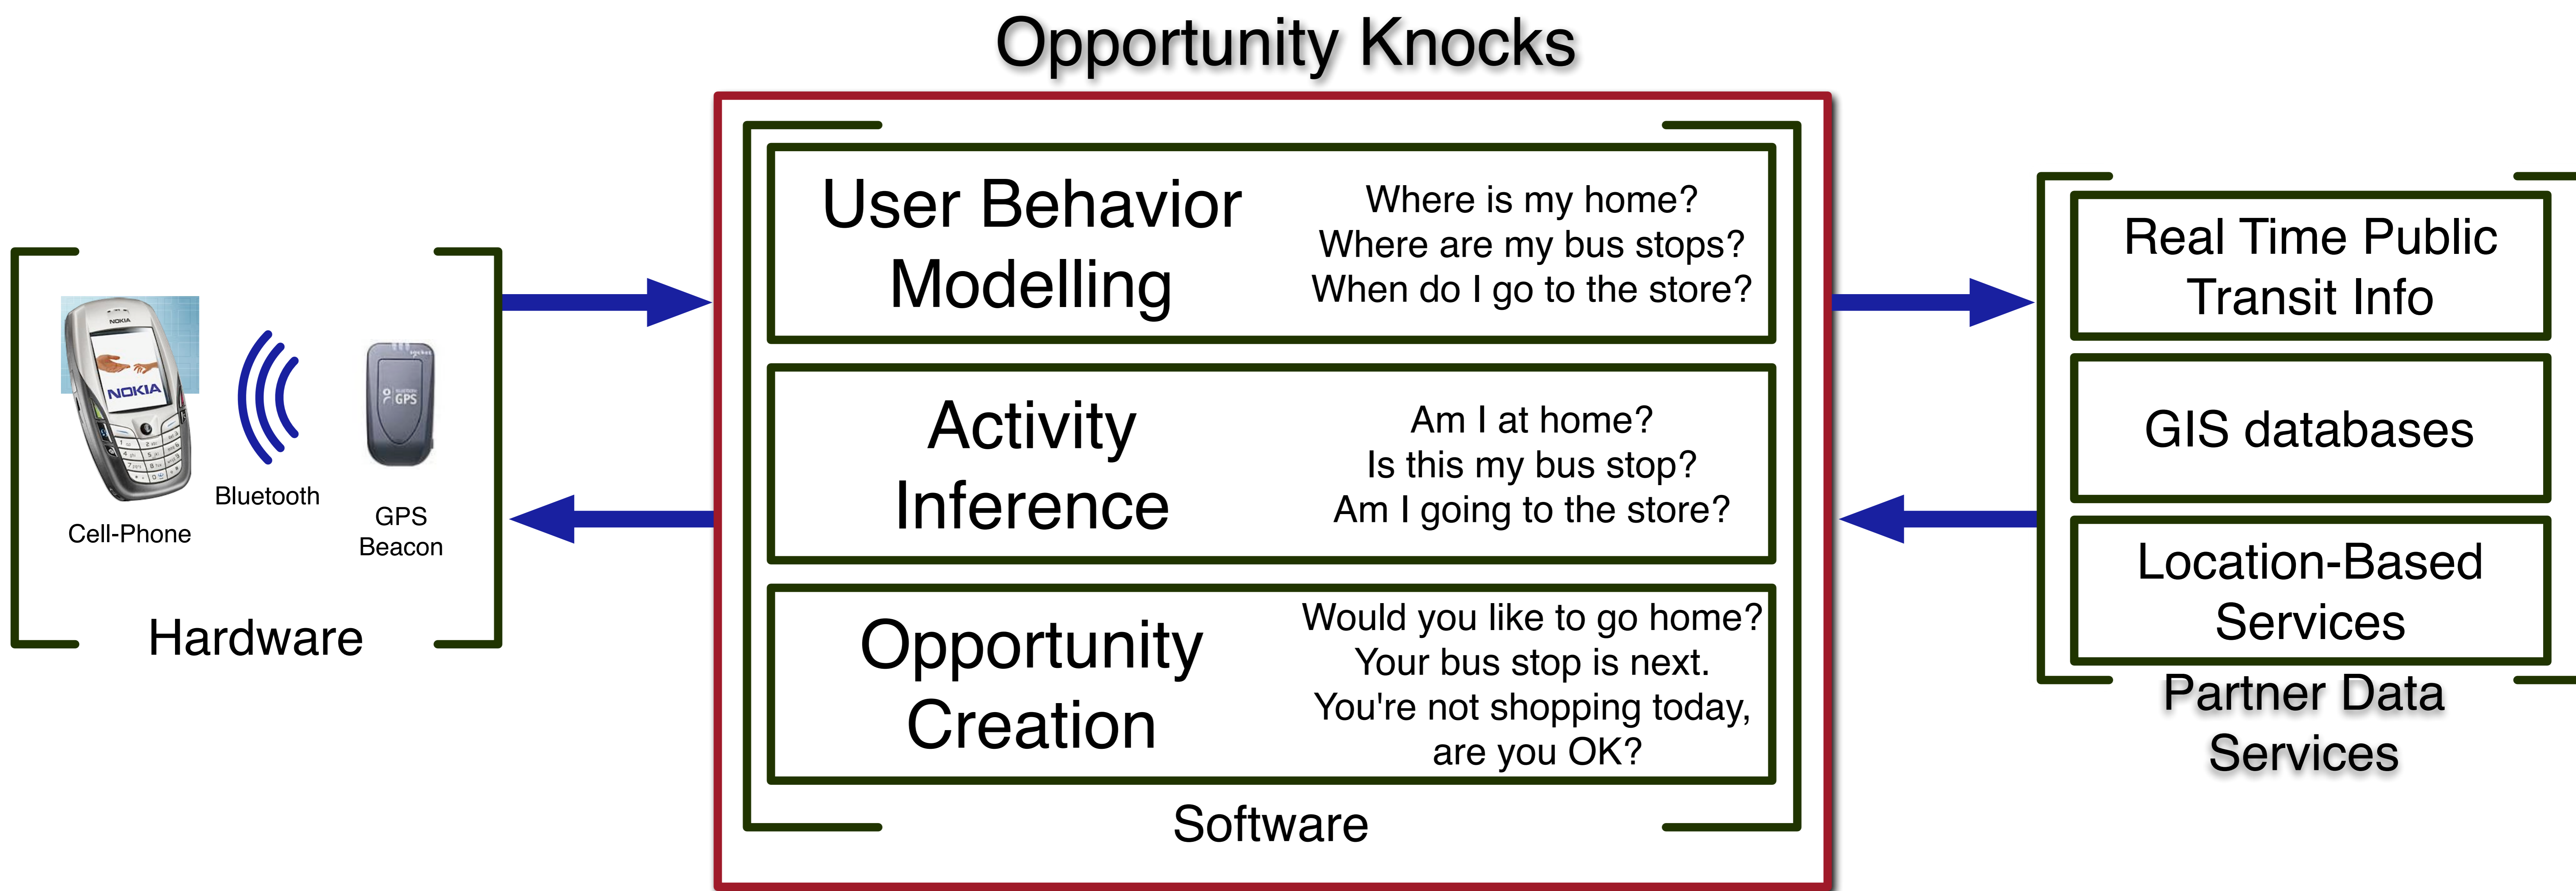 Opportunity Knocks
NOKIA
NOKIA
Cell-Phone
Bluetooth
GPS
GPS
Beacon
Hardware
User Behavior
Modelling
Where is my home?
Where are my bus stops?
When do I go to the store?
Activity
Inference
Am I at home?
Is this my bus stop?
Am I going to the store?
Opportunity
Creation
Would you like to go home?
Your bus stop is next.
You're not shopping today,
are you OK?
Software
Real Time Public
Transit Info
GIS databases
Location-Based
Services
Partner Data
Services